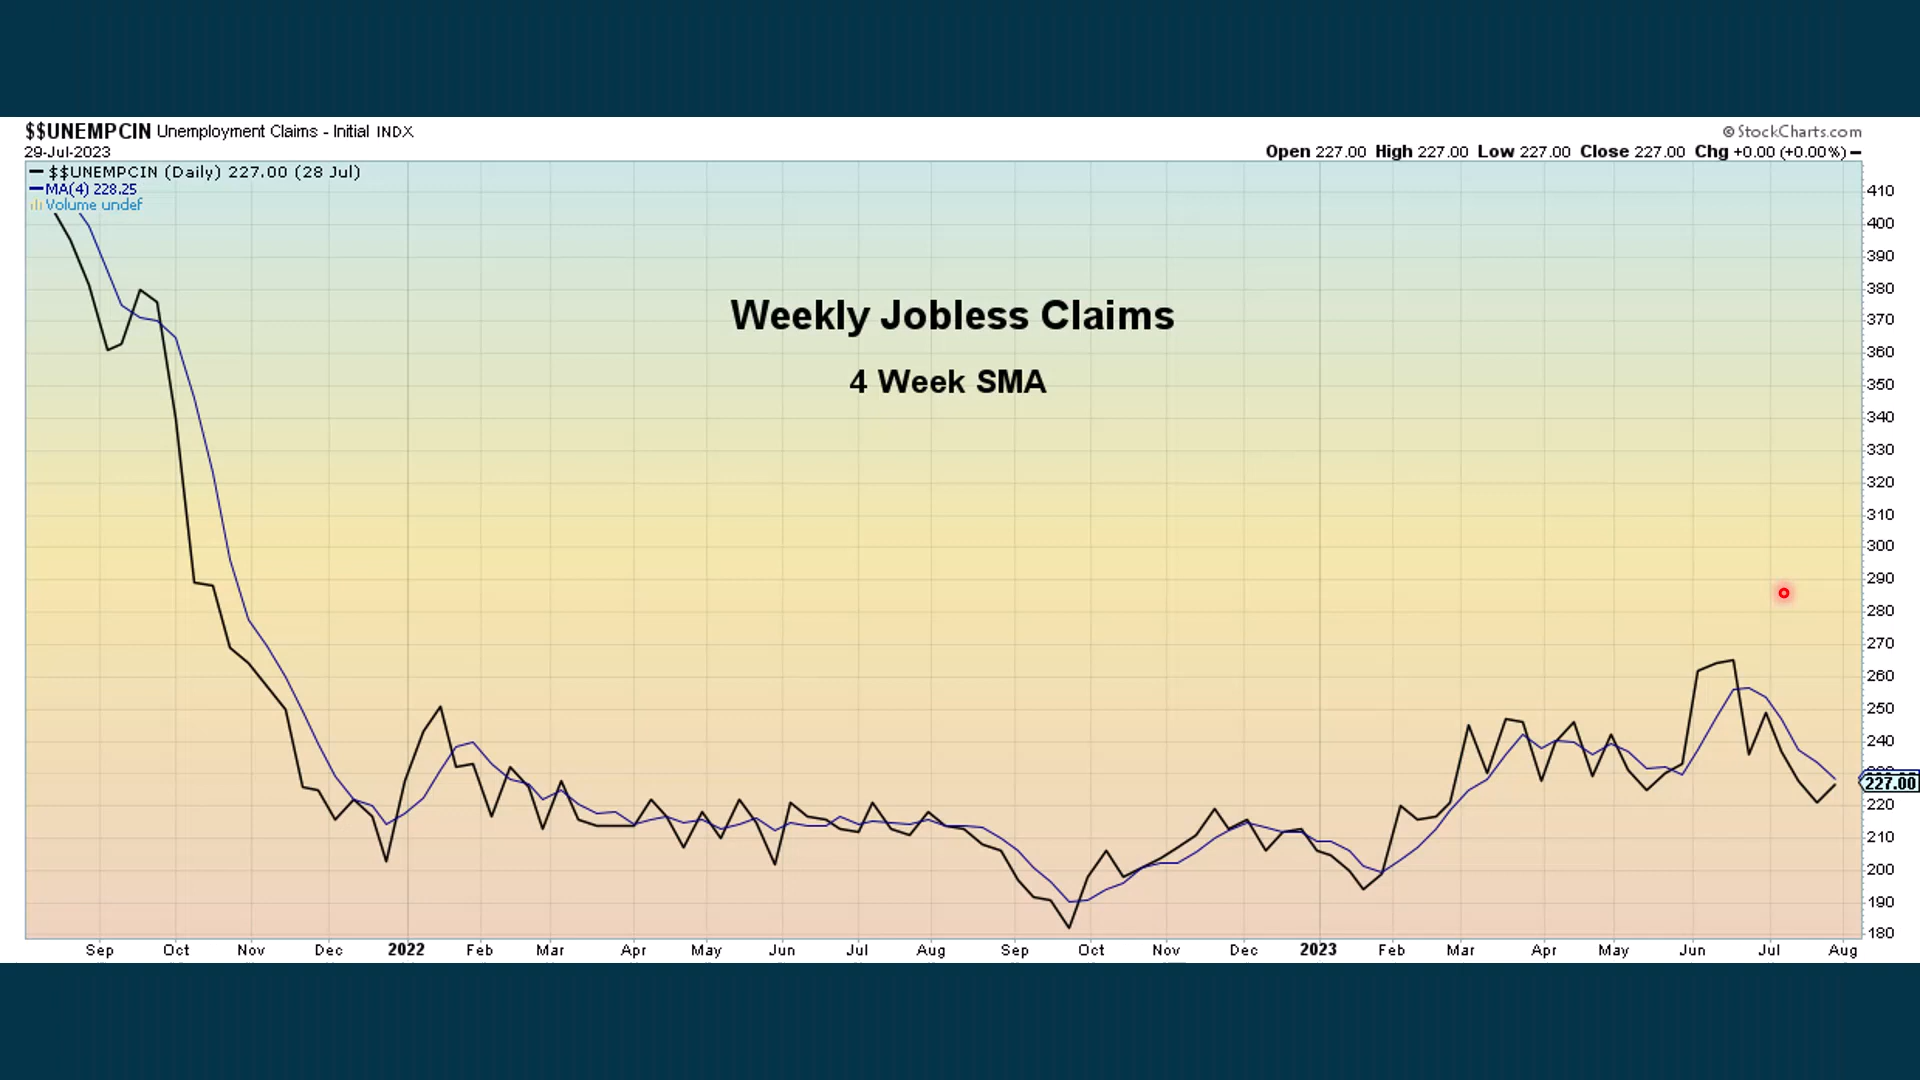 $$UNEMPCIN Unemployment Claims - Initial INDX
© StockCharts.com
29-Jul-2023
Open 227.00 High 227.00 Low 227.00 Close 227.00 Chg +0.00 (+0.00%)
$$UNEMPCIN (Daily) 227.00 (28 Jul)
MA(4) 228.25
Volume undef
Weekly Jobless Claims
4 Week SMA
410
400
390
380
370
360
350
340
330
320
310
300
290
280
270
260
250
240
227.00
220
210
200
190
180
Sep Oct Nov Dec 2022 Feb Mar Apr May Jun Jul Aug Sep Oct Nov Dec 2023 Feb Mar Apr May Jun Jul Aug